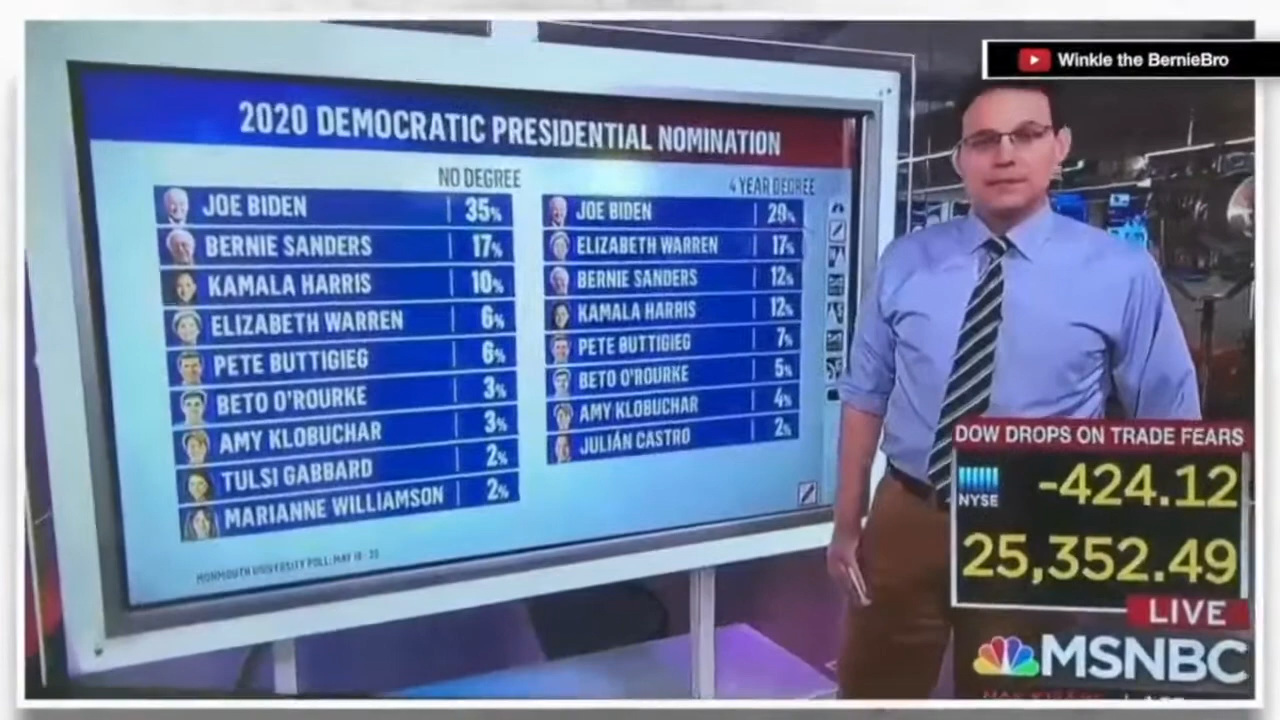 Winkle the BernieBro
2020 DEMOCRATIC PRESIDENTIAL NOMINATION
NO DEGREE
JOE BIDEN 35%
BERNIE SANDERS 17%
KAMALA HARRIS 10%
ELIZABETH WARREN 6%
PETE BUTTIGIEG 6%
BETO O'ROURKE 3%
AMY KLOBUCHAR 3%
TULSI GABBARD 2%
MARIANNE WILLIAMSON 2%
4 YEAR DEGREE
JOE BIDEN 29%
ELIZABETH WARREN 17%
BERNIE SANDERS 12%
KAMALA HARRIS 12%
PETE BUTTIGIEG 7%
BETO O'ROURKE 5%
AMY KLOBUCHAR 4%
JULIÁN CASTRO 2%
MONMOUTH UNIVERSITY POLL: MAY
DOW DROPS ON TRADE FEARS
NYSE -424.12
25,352.49
LIVE
MSNBC